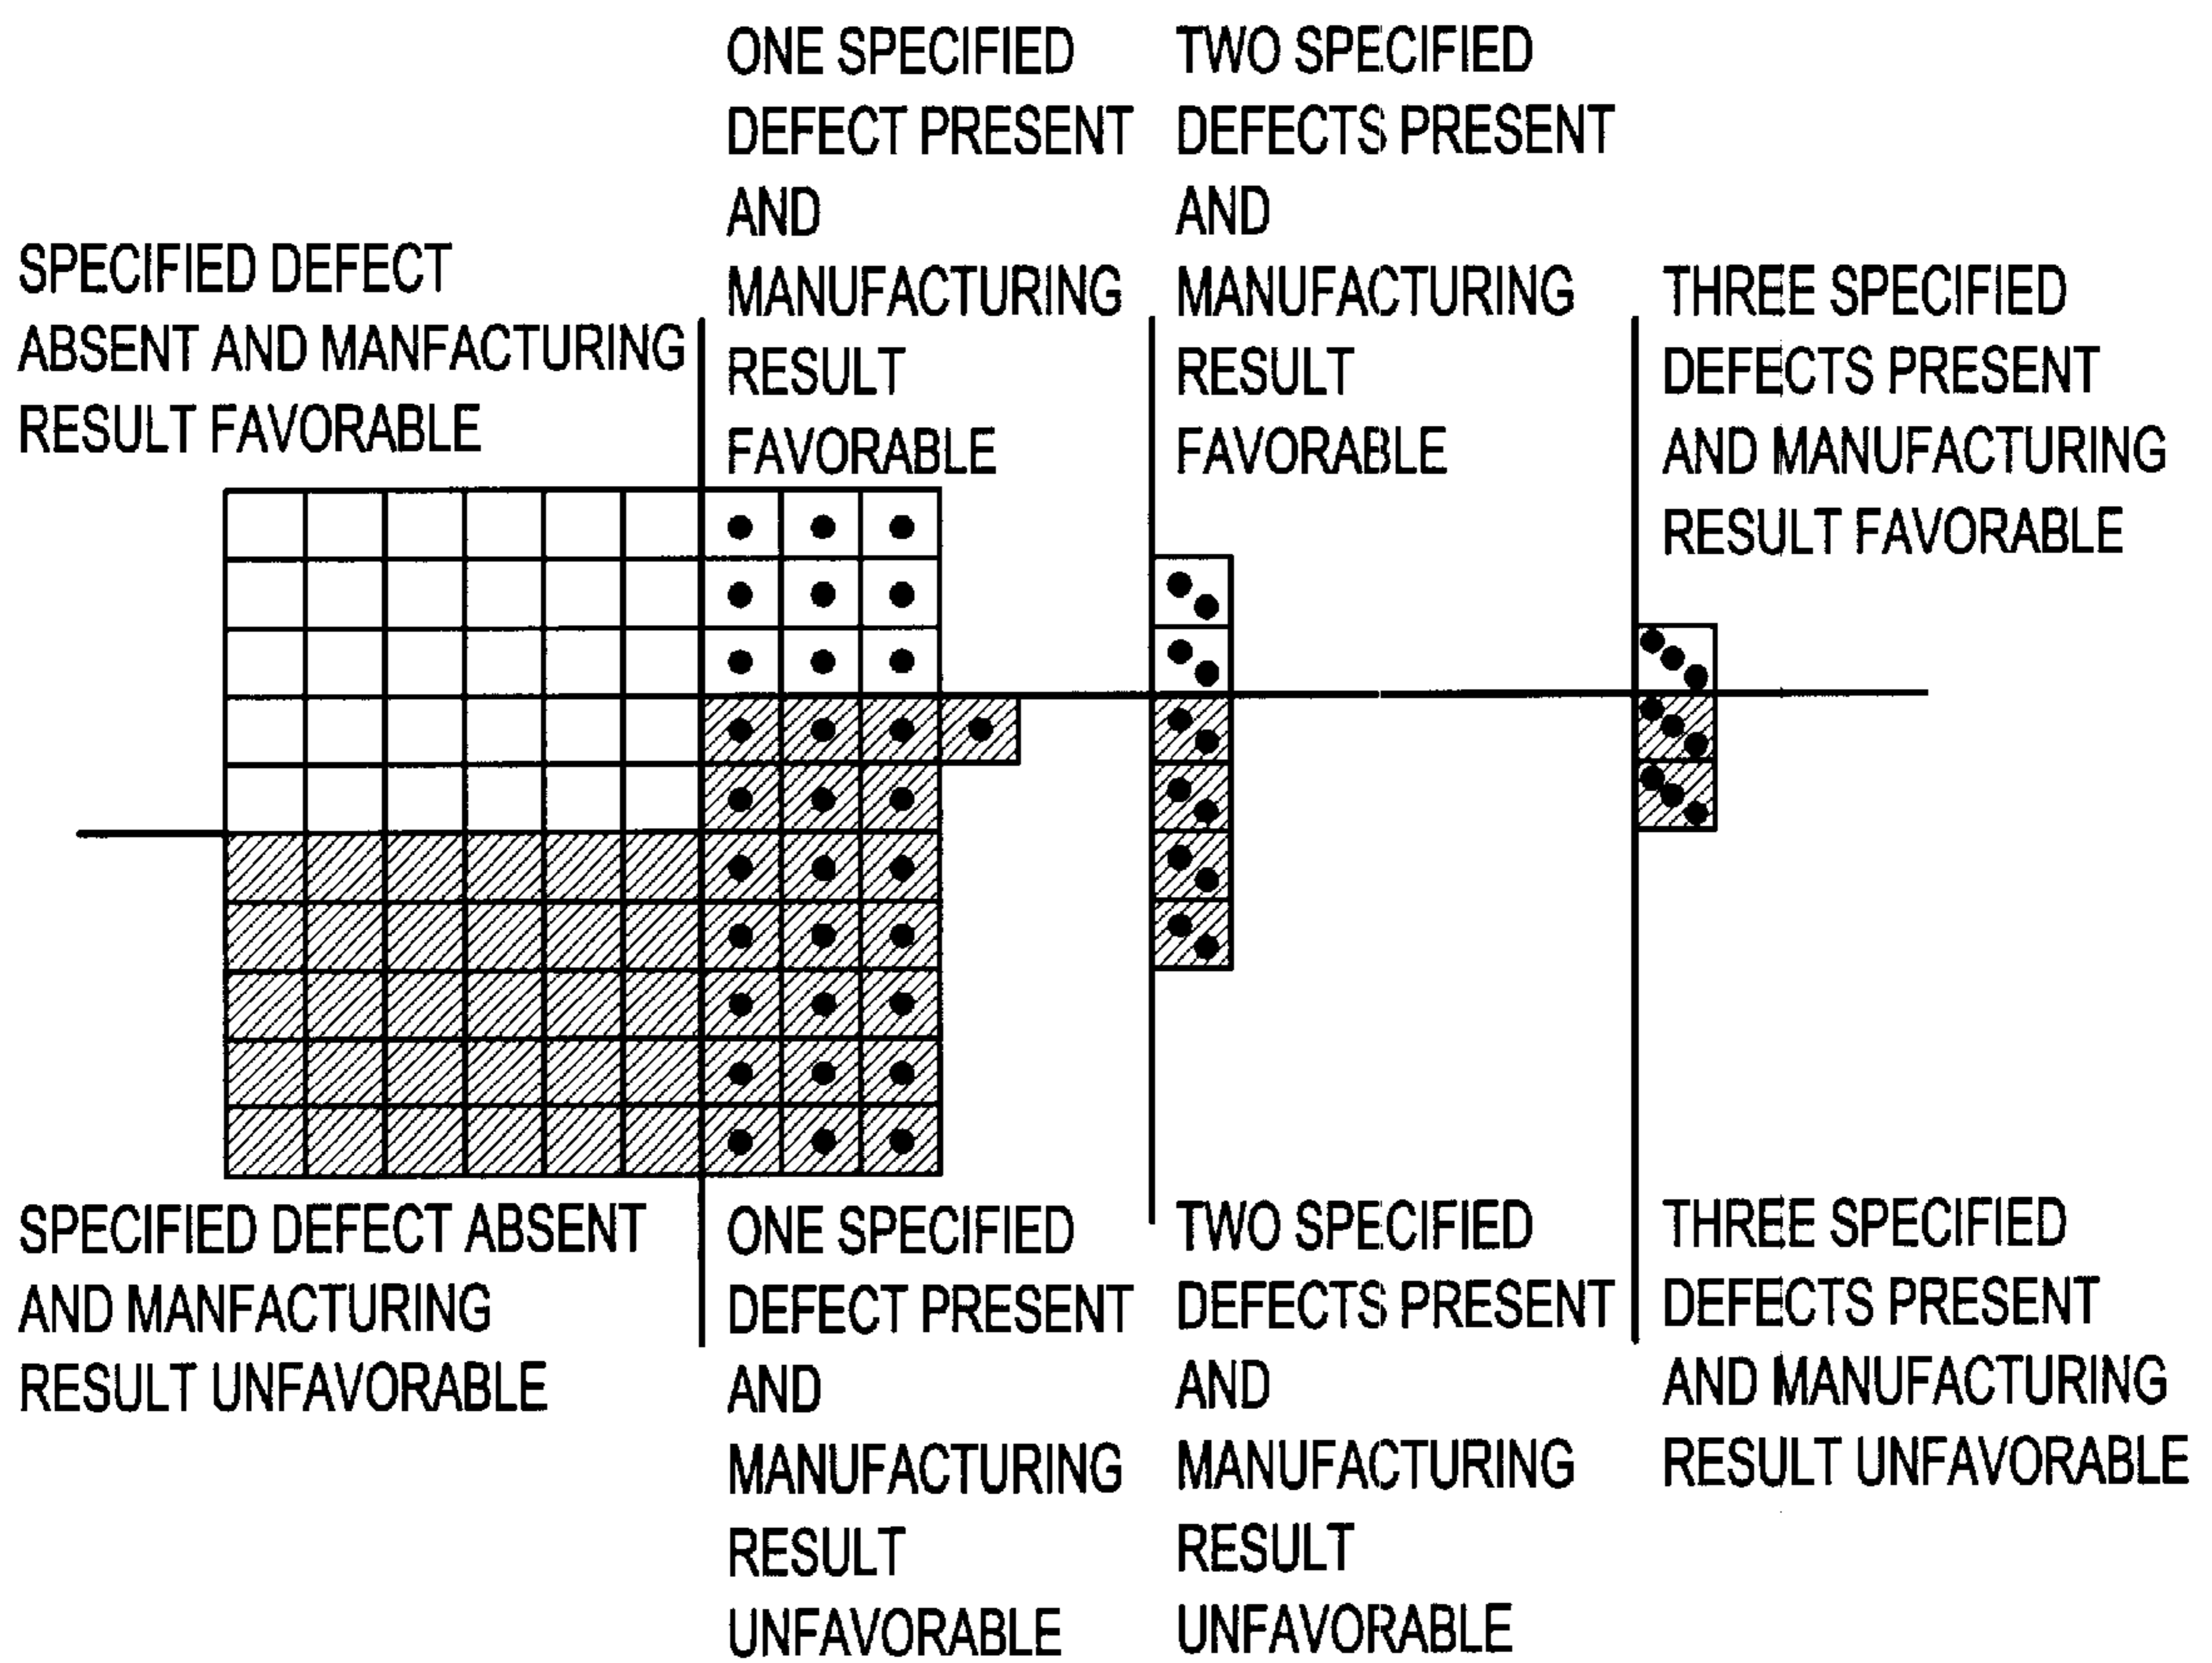 SPECIFIED DEFECT
ABSENT AND MANFACTURING
RESULT FAVORABLE
ONE SPECIFIED
DEFECT PRESENT
AND
MANUFACTURING
RESULT
FAVORABLE
TWO SPECIFIED
DEFECTS PRESENT
AND
MANUFACTURING
RESULT
FAVORABLE
THREE SPECIFIED
DEFECTS PRESENT
AND MANUFACTURING
RESULT FAVORABLE
SPECIFIED DEFECT ABSENT
AND MANFACTURING
RESULT UNFAVORABLE
ONE SPECIFIED
DEFECT PRESENT
AND
MANUFACTURING
RESULT
UNFAVORABLE
TWO SPECIFIED
DEFECTS PRESENT
AND
MANUFACTURING
RESULT
UNFAVORABLE
THREE SPECIFIED
DEFECTS PRESENT
AND MANUFACTURING
RESULT UNFAVORABLE